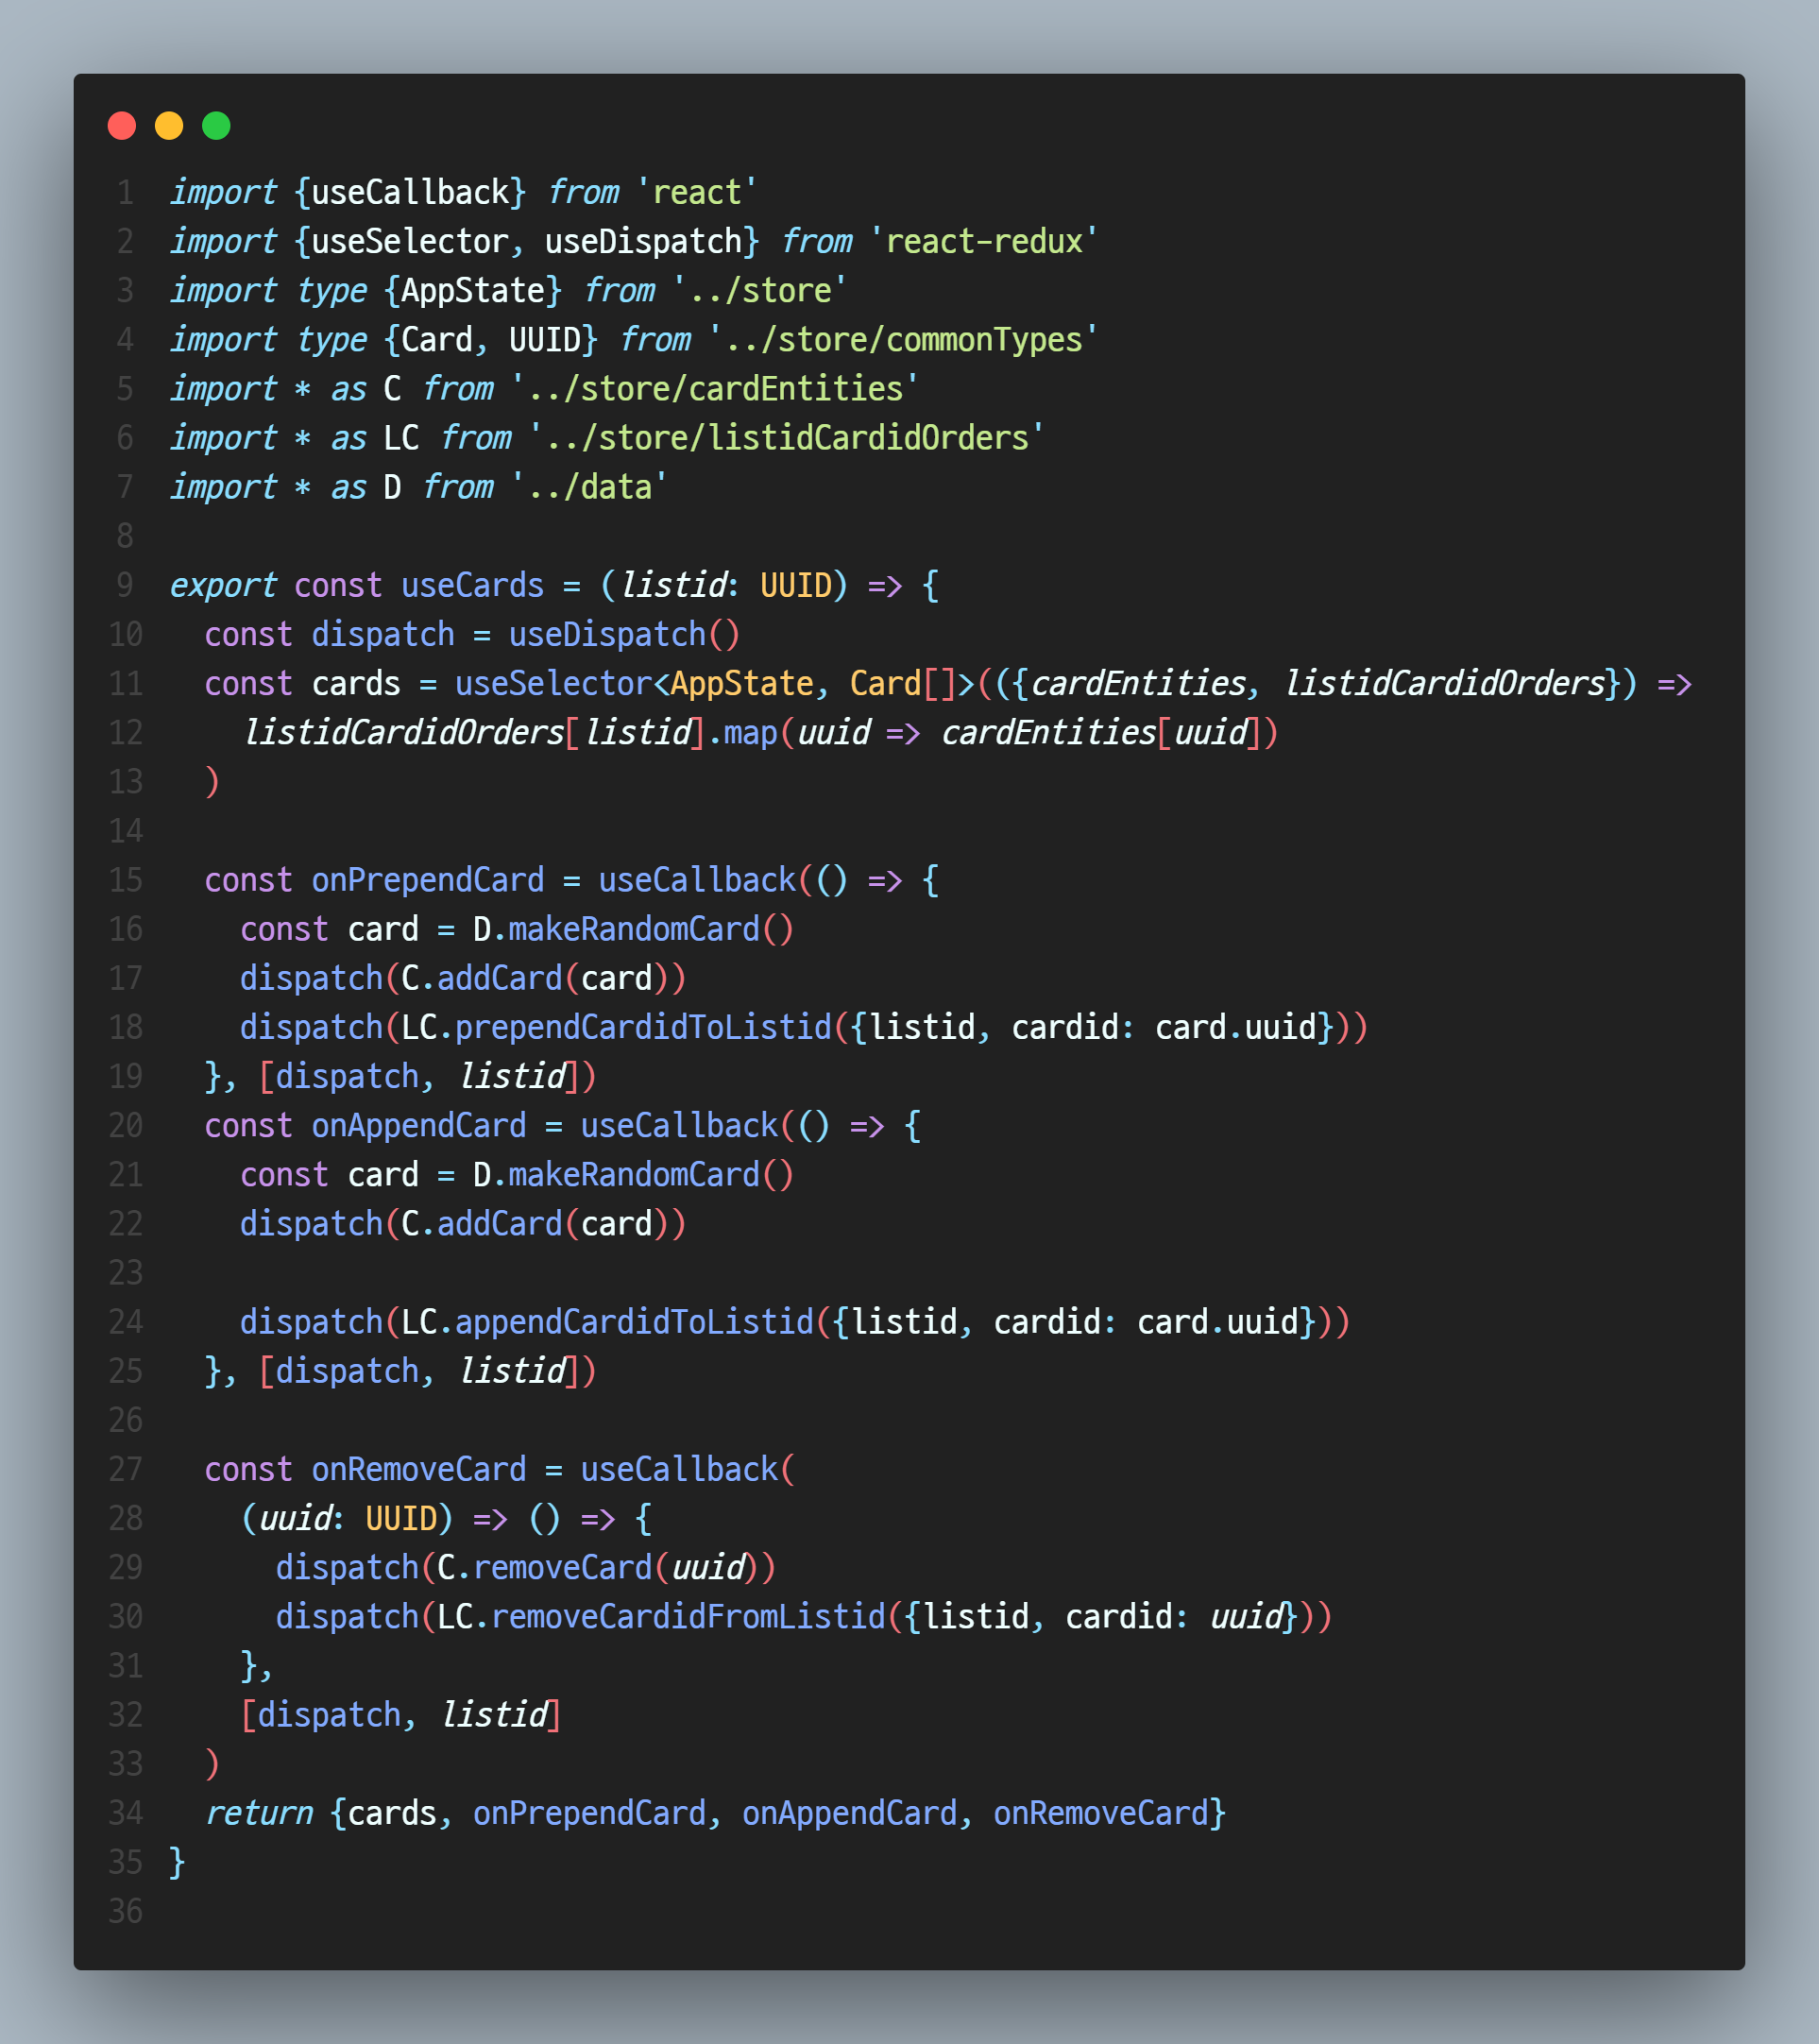 1 import {useCallback} from 'react'
2 import {useSelector, useDispatch} from 'react-redux'
3 import type {AppState} from '../store'
4 import type {Card, UUID} from '../store/commonTypes'
5 import * as C from '../store/cardEntities'
6 import * as LC from '../store/listidCardidOrders'
7 import * as D from '../data'
8
9 export const useCards = (listid: UUID) => {
10   const dispatch = useDispatch()
11   const cards = useSelector<AppState, Card[]>(({cardEntities, listidCardidOrders}) =>
12     listidCardidOrders[listid].map(uuid => cardEntities[uuid])
13   )
14
15   const onPrependCard = useCallback(() => {
16     const card = D.makeRandomCard()
17     dispatch(C.addCard(card))
18     dispatch(LC.prependCardidToListid({listid, cardid: card.uuid}))
19   }, [dispatch, listid])
20   const onAppendCard = useCallback(() => {
21     const card = D.makeRandomCard()
22     dispatch(C.addCard(card))
23
24     dispatch(LC.appendCardidToListid({listid, cardid: card.uuid}))
25   }, [dispatch, listid])
26
27   const onRemoveCard = useCallback(
28     (uuid: UUID) => () => {
29       dispatch(C.removeCard(uuid))
30       dispatch(LC.removeCardidFromListid({listid, cardid: uuid}))
31     },
32     [dispatch, listid]
33   )
34   return {cards, onPrependCard, onAppendCard, onRemoveCard}
35 }
36